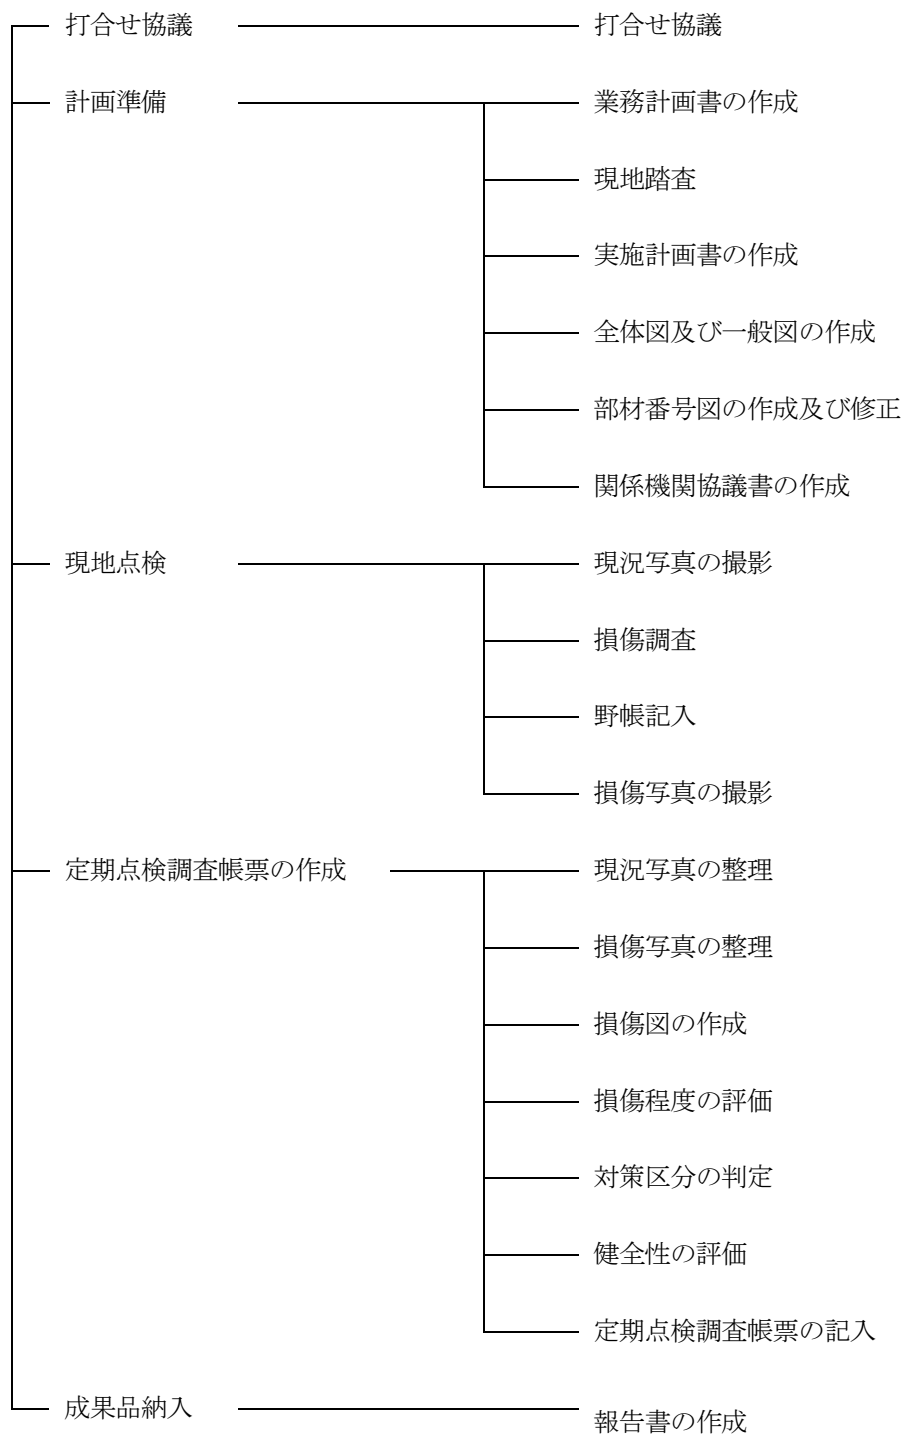 打合せ協議 打合せ協議
計画準備 業務計画書の作成
現地踏査
実施計画書の作成
全体図及び一般図の作成
部材番号図の作成及び修正
関係機関協議書の作成
現地点検 現況写真の撮影
損傷調査
野帳記入
損傷写真の撮影
定期点検調査帳票の作成 現況写真の整理
損傷写真の整理
損傷図の作成
損傷程度の評価
対策区分の判定
健全性の評価
定期点検調査帳票の記入
成果品納入 報告書の作成